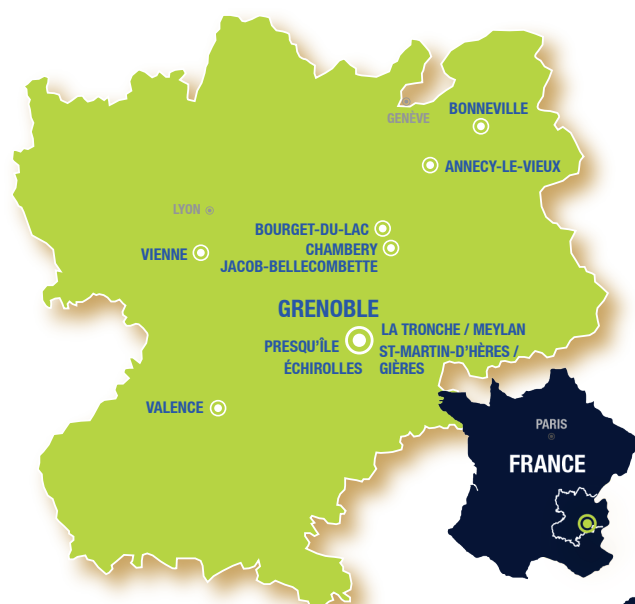 GENÈVE
BONNEVILLE
ANNECY-LE-VIEUX
LYON
BOURGET-DU-LAC
VIENNE
CHAMBERY
JACOB-BELLECOMBETTE
GRENOBLE
LA TRONCHE / MEYLAN
PRESQU'ÎLE
ST-MARTIN-D'HÈRES /
ÉCHIROLLES
GIÈRES
VALENCE
PARIS
FRANCE